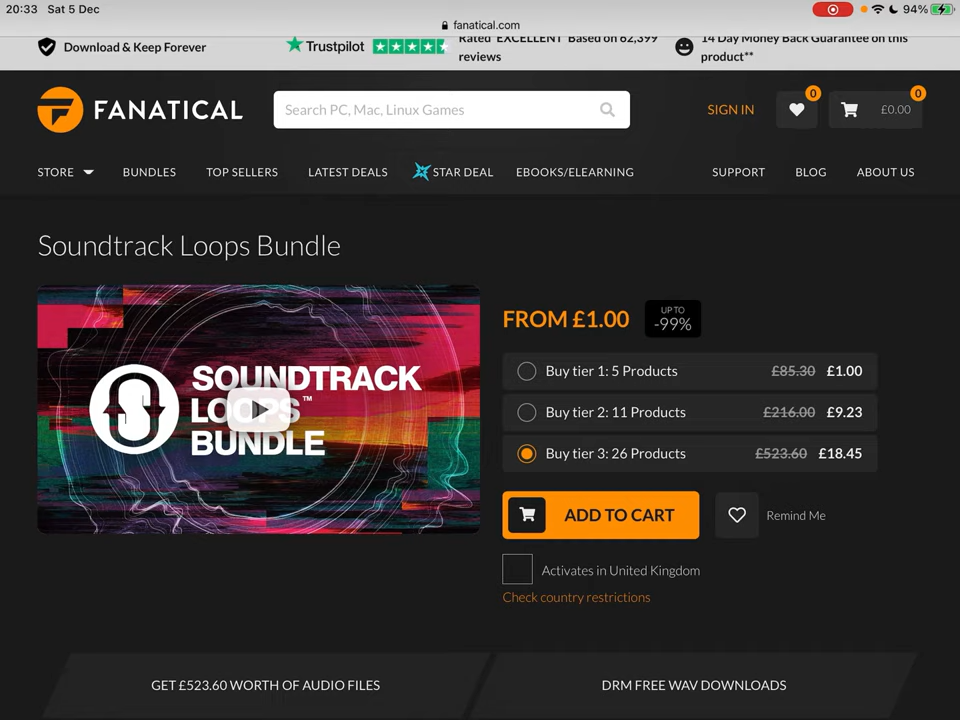 20:33 Sat 5 Dec
94%
fanatical.com
Download & Keep Forever
Trustpilot
Rated "EXCELLENT" Based on 62,399
reviews
14 Day Money Back Guarantee on this
product**
FANATICAL
Search PC, Mac, Linux Games
SIGN IN
0
£0.00
0
STORE
BUNDLES
TOP SELLERS
LATEST DEALS
STAR DEAL
EBOOKS/ELEARNING
SUPPORT
BLOG
ABOUT US
Soundtrack Loops Bundle
SOUNDTRACK
LOOPS™
BUNDLE
FROM £1.00
UP TO
-99%
Buy tier 1: 5 Products £85.30 £1.00
Buy tier 2: 11 Products £216.00 £9.23
Buy tier 3: 26 Products £523.60 £18.45
ADD TO CART
Remind Me
Activates in United Kingdom
Check country restrictions
GET £523.60 WORTH OF AUDIO FILES
DRM FREE WAV DOWNLOADS